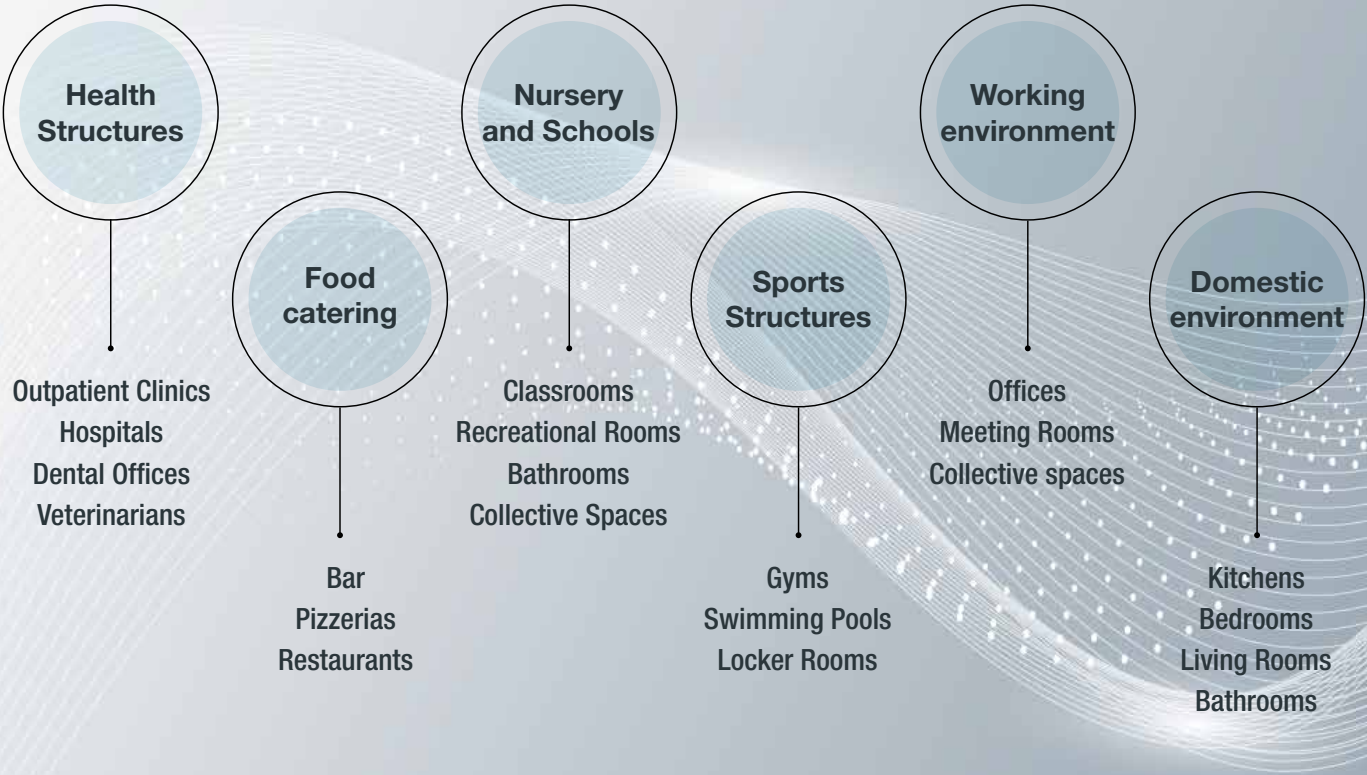 Health
Structures
Outpatient Clinics
Hospitals
Dental Offices
Veterinarians
Food
catering
Bar
Pizzerias
Restaurants
Nursery
and Schools
Classrooms
Recreational Rooms
Bathrooms
Collective Spaces
Sports
Structures
Gyms
Swimming Pools
Locker Rooms
Working
environment
Offices
Meeting Rooms
Collective spaces
Domestic
environment
Kitchens
Bedrooms
Living Rooms
Bathrooms